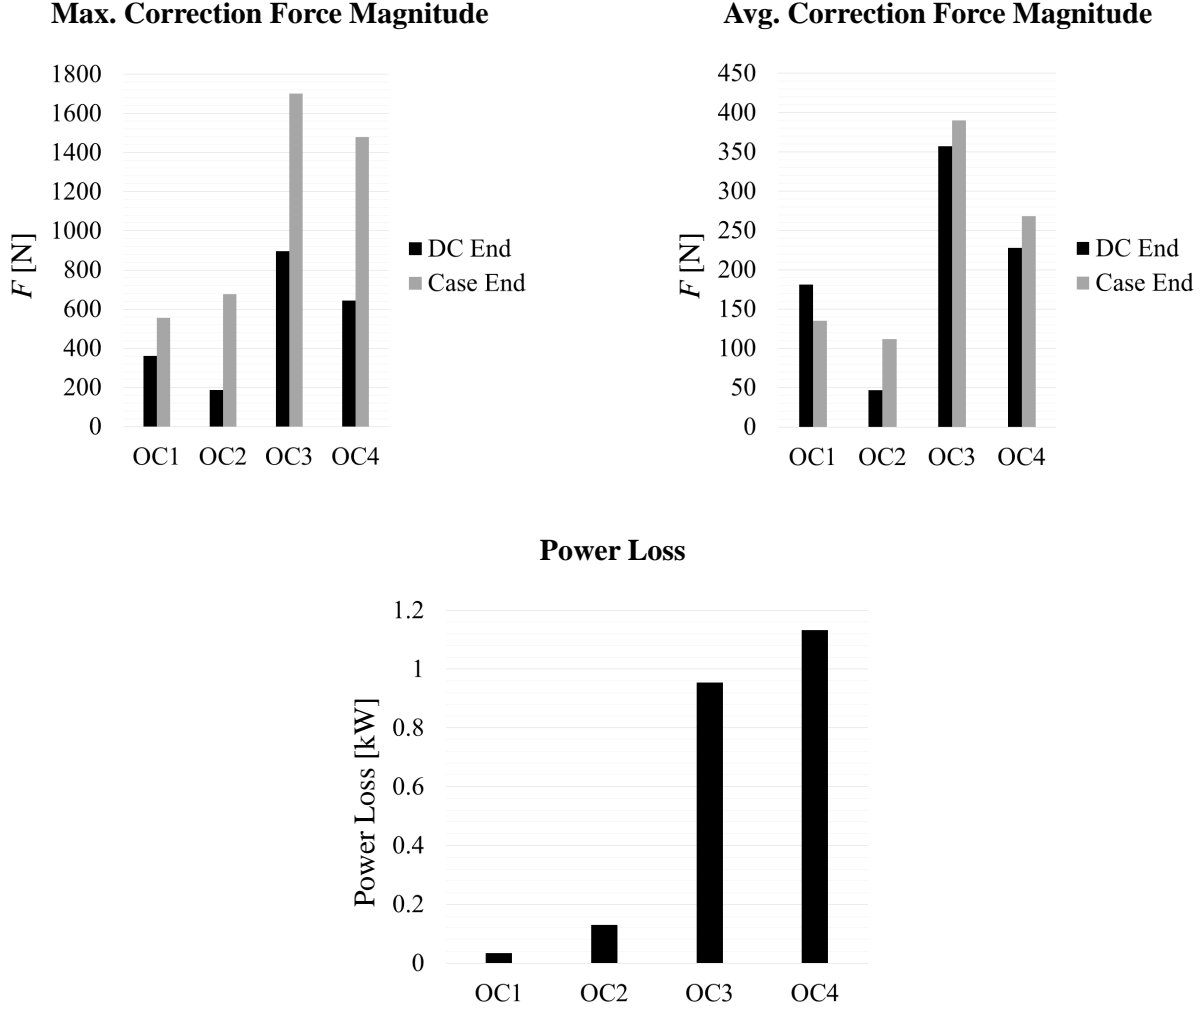 Max. Correction Force Magnitude
1800
1600
1400
1200
1000
800
600
400
200
0
F [N]
OC1 OC2 OC3 OC4
DC End
Case End
Avg. Correction Force Magnitude
450
400
350
300
250
200
150
100
50
0
F [N]
OC1 OC2 OC3 OC4
DC End
Case End
Power Loss
1.2
1
0.8
0.6
0.4
0.2
0
Power Loss [kW]
OC1 OC2 OC3 OC4